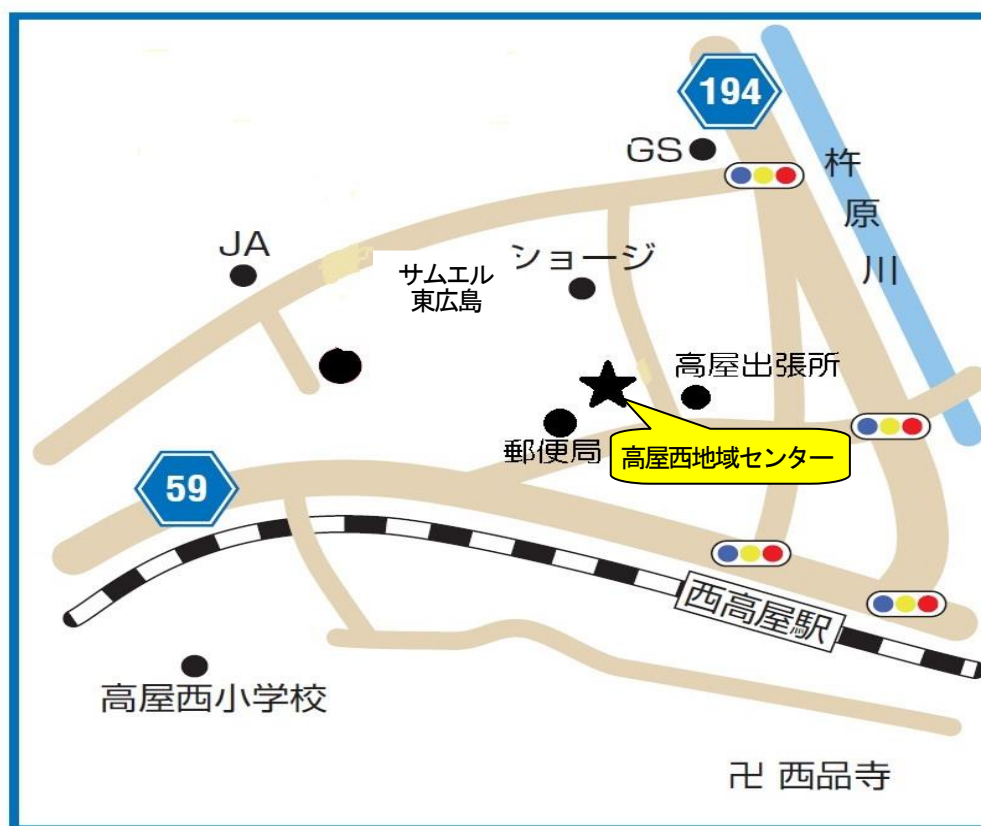 194
GS
杵原川
JA
ショージ
サムエル
東広島
高屋出張所
郵便局
高屋西地域センター
59
西高屋駅
高屋西小学校
卍 西品寺